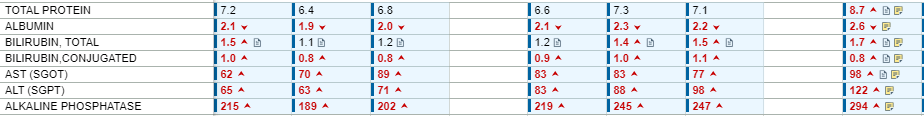 TOTAL PROTEIN 7.2 6.4 6.8 6.6 7.3 7.1 8.7
ALBUMIN 2.1 1.9 2.0 2.1 2.3 2.2 2.6
BILIRUBIN, TOTAL 1.5 1.1 1.2 1.2 1.4 1.5 1.7
BILIRUBIN,CONJUGATED 1.0 0.8 0.8 0.9 1.0 1.1 0.8
AST (SGOT) 62 70 89 83 83 77 98
ALT (SGPT) 65 63 71 83 88 98 122
ALKALINE PHOSPHATASE 215 189 202 219 245 247 294